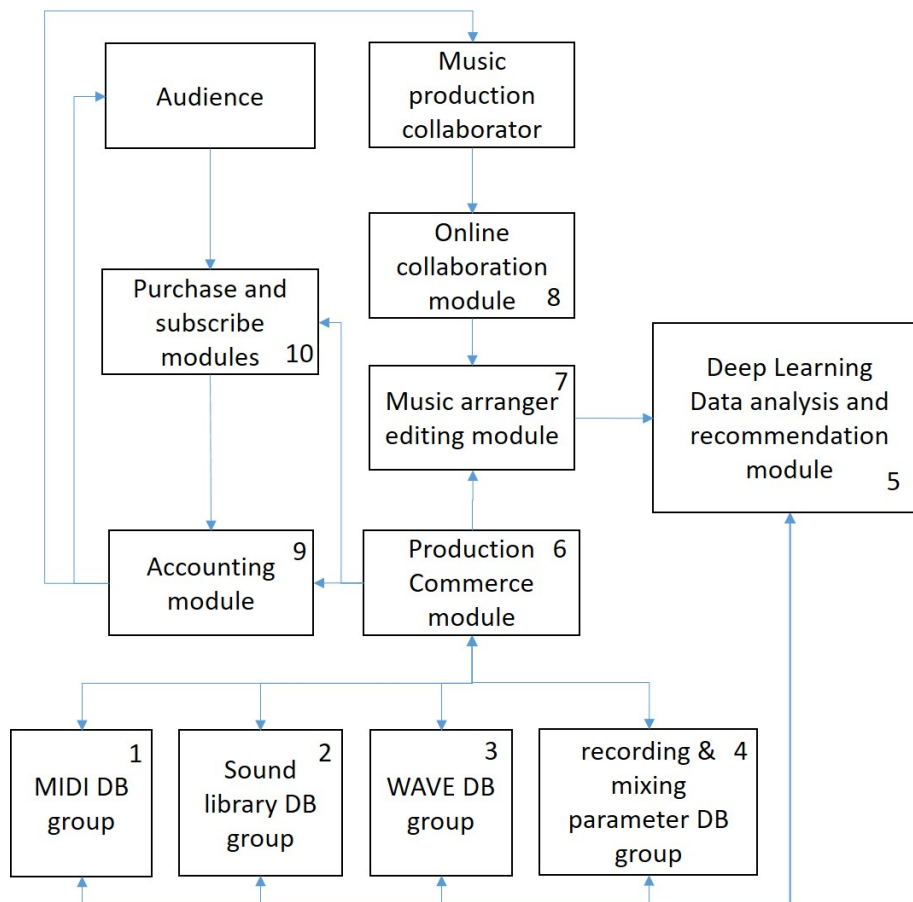 Audience
Music
production
collaborator
Online
collaboration
module 8
Purchase and
subscribe
modules 10
7
Music arranger
editing module
Deep Learning
Data analysis and
recommendation
module
5
9
Accounting
module
Production 6
Commerce
module
1
MIDI DB
group
2
Sound
library DB
group
3
WAVE DB
group
recording & 4
mixing
parameter DB
group